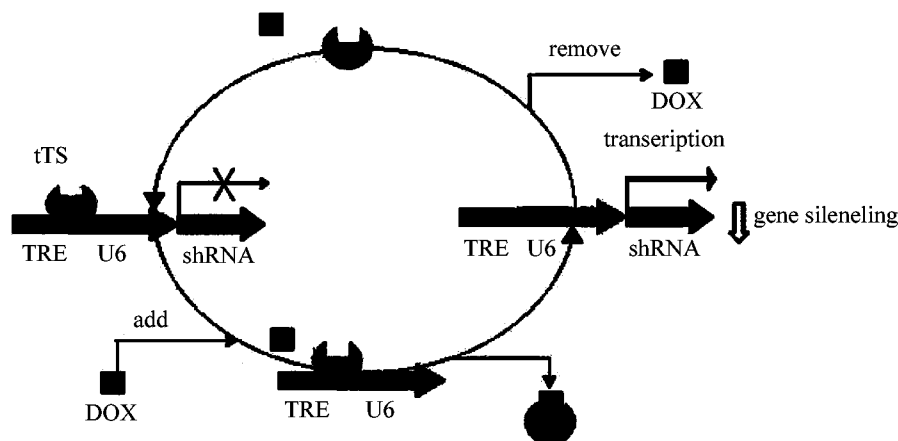 remove
DOX
transeription
tTS
gene sileneling
TRE U6 shRNA
TRE U6 shRNA
add
DOX
TRE U6